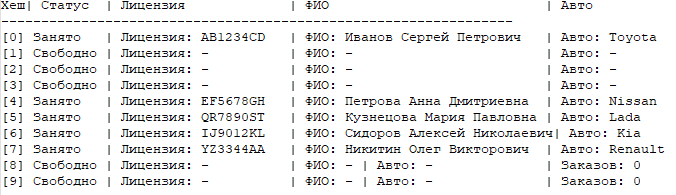 Хеш| Статус | Лицензия | ФИО | Авто
----------------------------------------------------------------
[0] Занято | Лицензия: AB1234CD | ФИО: Иванов Сергей Петрович | Авто: Toyota
[1] Свободно | Лицензия: - | ФИО: - | Авто: -
[2] Свободно | Лицензия: - | ФИО: - | Авто: -
[3] Свободно | Лицензия: - | ФИО: - | Авто: -
[4] Занято | Лицензия: EF5678GH | ФИО: Петрова Анна Дмитриевна | Авто: Nissan
[5] Занято | Лицензия: QR7890ST | ФИО: Кузнецова Мария Павловна | Авто: Lada
[6] Занято | Лицензия: IJ9012KL | ФИО: Сидоров Алексей Николаевич| Авто: Kia
[7] Занято | Лицензия: YZ3344AA | ФИО: Никитин Олег Викторович | Авто: Renault
[8] Свободно | Лицензия: - | ФИО: - | Авто: - | Заказов: 0
[9] Свободно | Лицензия: - | ФИО: - | Авто: - | Заказов: 0